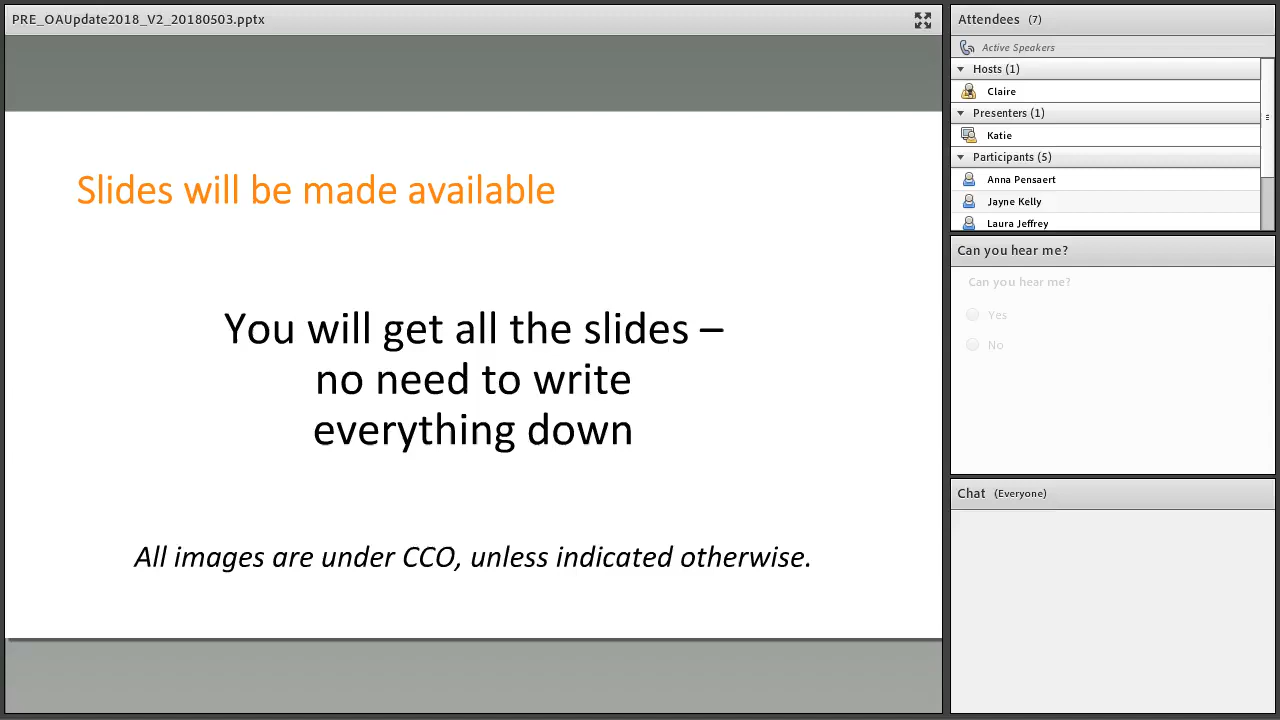 PRE_OAUpdate2018_V2_20180503.pptx
Slides will be made available
You will get all the slides –
no need to write
everything down
All images are under CCO, unless indicated otherwise.
Attendees (7)
Active Speakers
Hosts (1)
Claire
Presenters (1)
Katie
Participants (5)
Anna Pensaert
Jayne Kelly
Laura Jeffrey
Can you hear me?
Can you hear me?
Yes
No
Chat (Everyone)